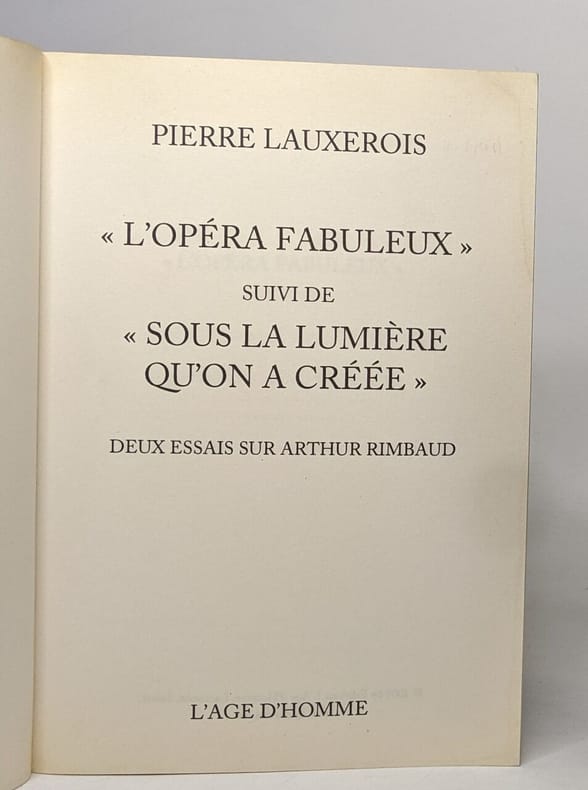 PIERRE LAUXEROIS
« L'OPÉRA FABULEUX »
SUIVI DE
« SOUS LA LUMIÈRE
QU'ON A CRÉÉE »
DEUX ESSAIS SUR ARTHUR RIMBAUD
L'AGE D'HOMME